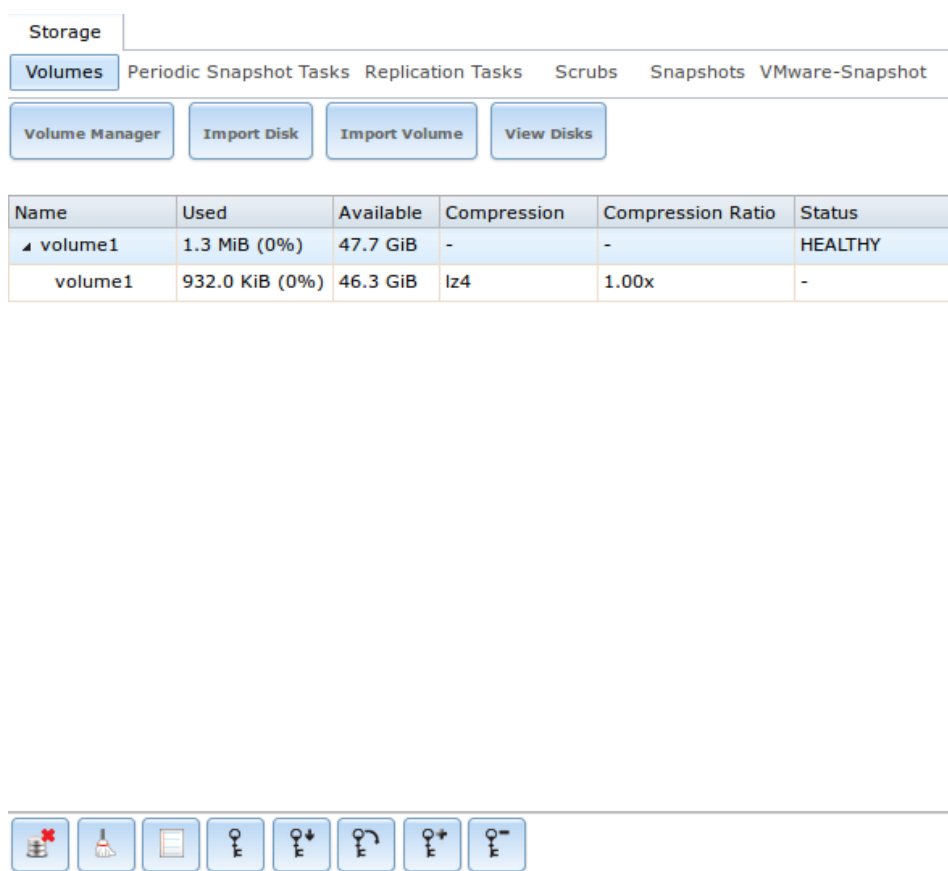 Storage
Volumes Periodic Snapshot Tasks Replication Tasks Scrubs Snapshots VMware-Snapshot
Volume Manager Import Disk Import Volume View Disks
Name Used Available Compression Compression Ratio Status
volume1 1.3 MiB (0%) 47.7 GiB - - HEALTHY
volume1 932.0 KiB (0%) 46.3 GiB lz4 1.00x -